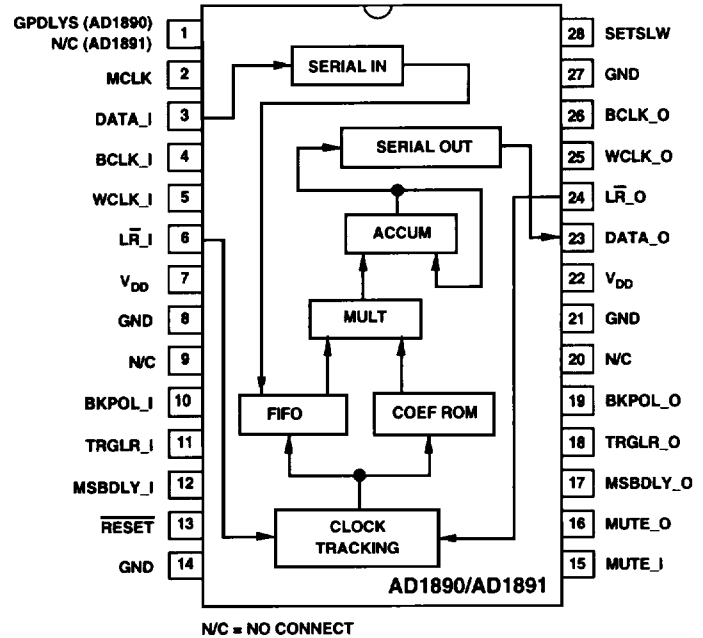 GPDLYS (AD1890)
N/C (AD1891)
1
MCLK
2
DATA_I
3
BCLK_I
4
WCLK_I
5
LR̅_I
6
V_DD
7
GND
8
N/C
9
BKPOL_I
10
TRGLR_I
11
MSBDLY_I
12
R̅E̅S̅E̅T̅
13
GND
14
SERIAL IN
SERIAL OUT
ACCUM
MULT
FIFO
COEF ROM
CLOCK
TRACKING
AD1890/AD1891
28 SETSLW
27 GND
26 BCLK_O
25 WCLK_O
24 LR̅_O
23 DATA_O
22 V_DD
21 GND
20 N/C
19 BKPOL_O
18 TRGLR_O
17 MSBDLY_O
16 MUTE_O
15 MUTE_I
N/C = NO CONNECT